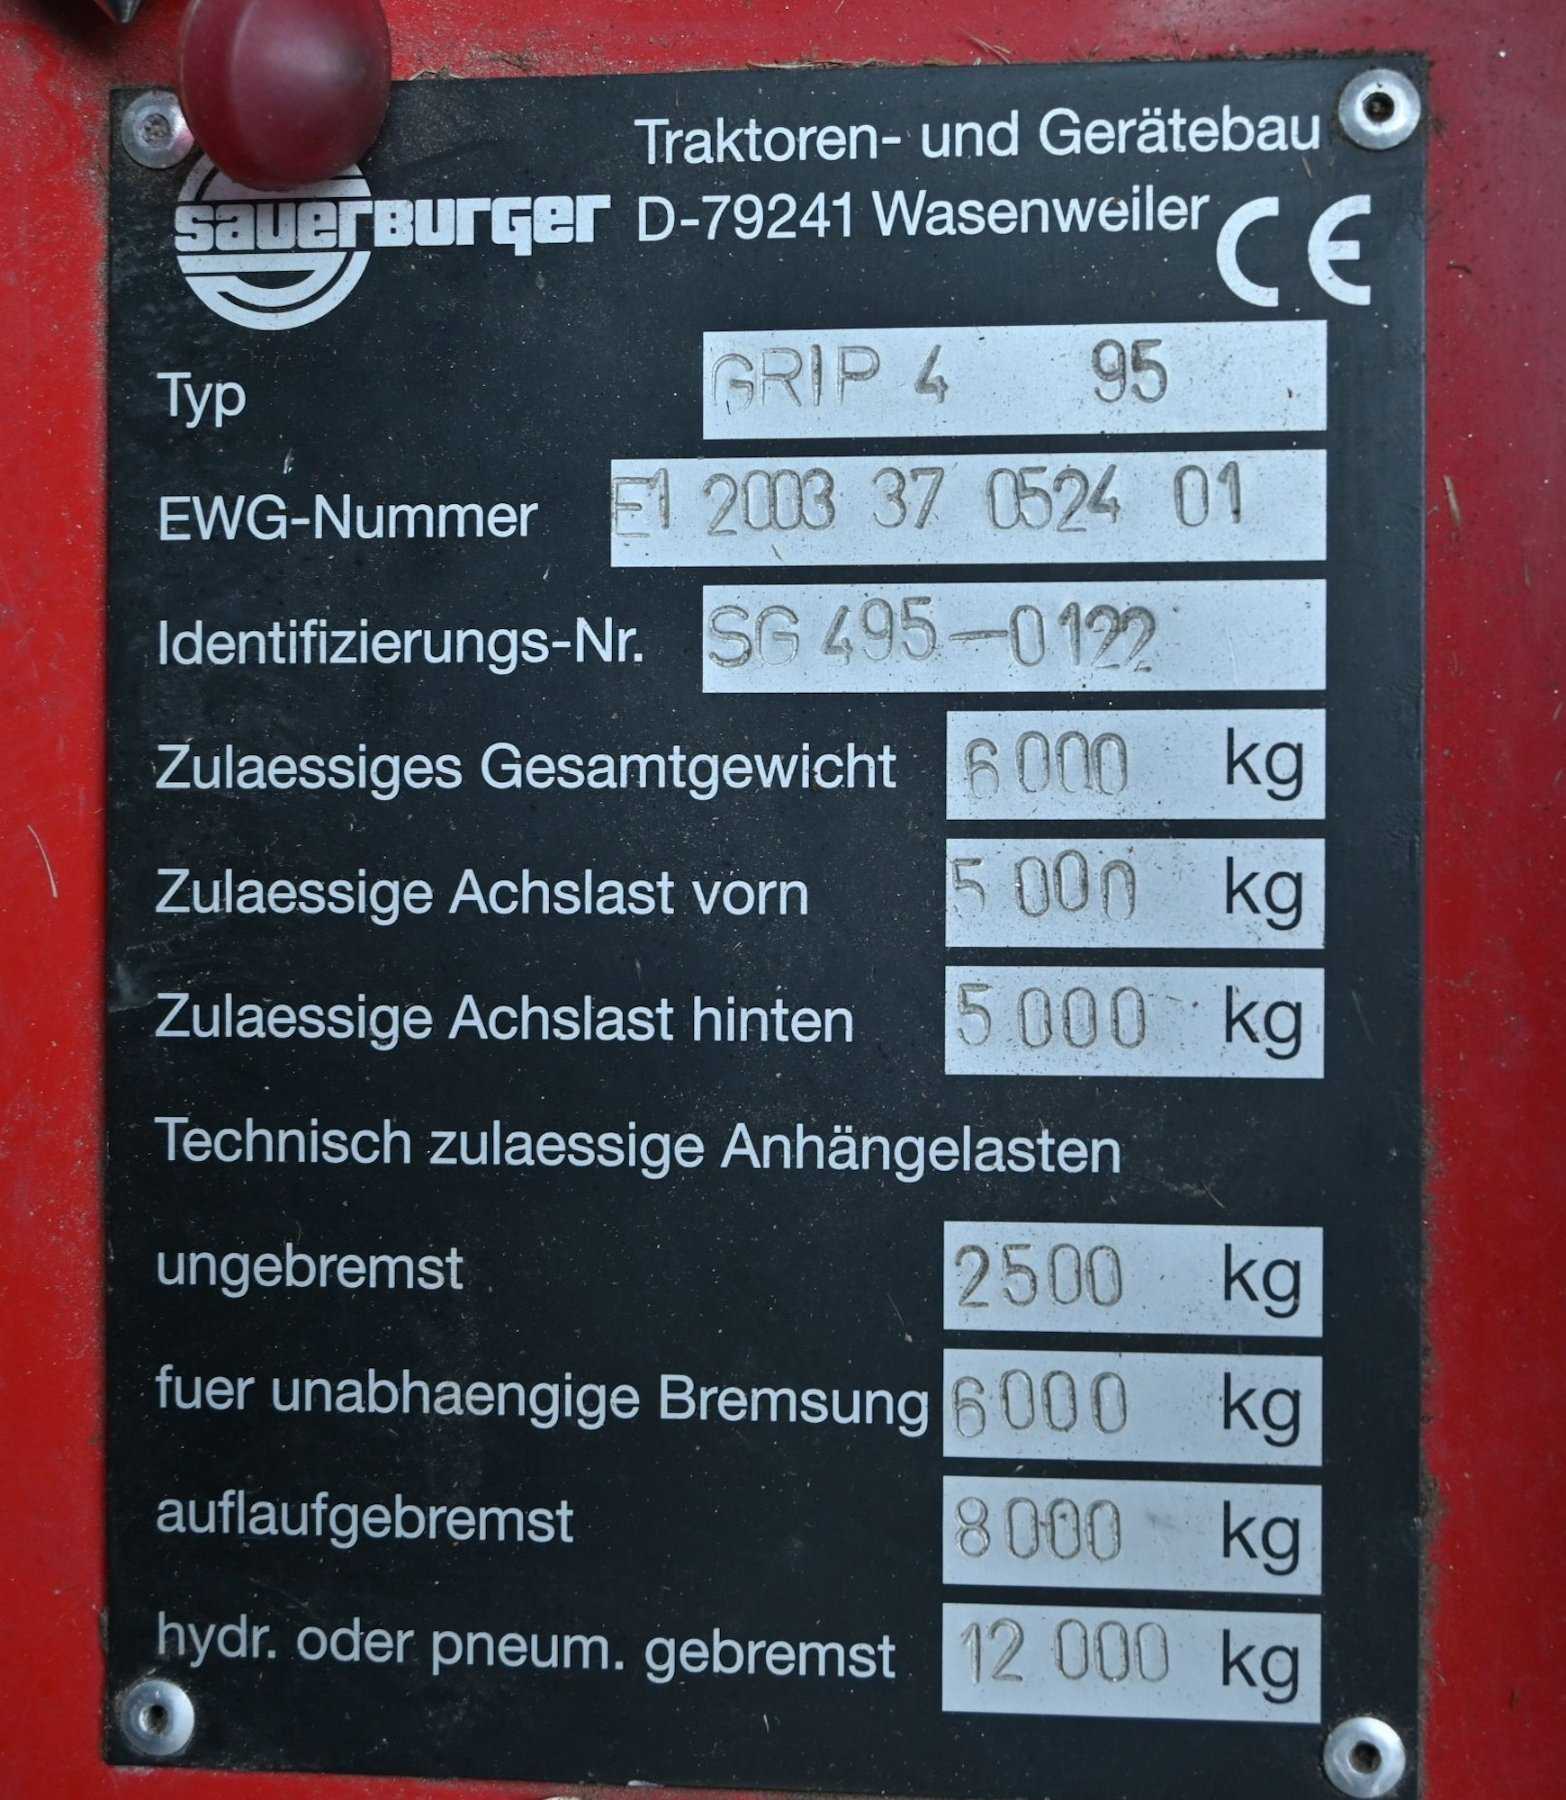 Traktoren- und Gerätebau
sauerburger D-79241 Wasenweiler CE
Typ GRIP 4 95
EWG-Nummer E1 2003 37 0524 01
Identifizierungs-Nr. SG 495-0122
Zulaessiges Gesamtgewicht 6000 kg
Zulaessige Achslast vorn 5000 kg
Zulaessige Achslast hinten 5000 kg
Technisch zulaessige Anhängelasten
ungebremst 2500 kg
fuer unabhaengige Bremsung 6000 kg
auflaufgebremst 8000 kg
hydr. oder pneum. gebremst 12 000 kg